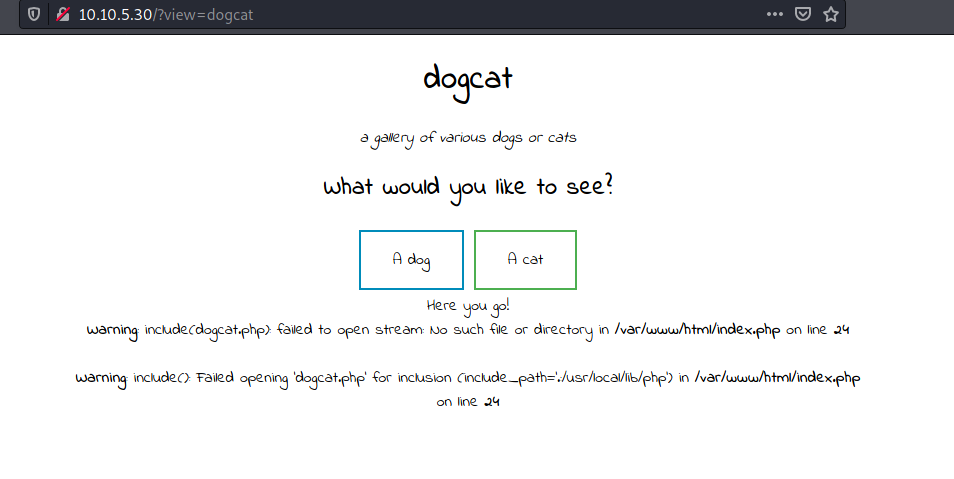 10.10.5.30/?view=dogcat
dogcat
a gallery of various dogs or cats
What would you like to see?
A dog A cat
Here you go!
Warning: include(dogcat.php): failed to open stream: No such file or directory in /var/www/html/index.php on line 24
Warning: include(): Failed opening 'dogcat.php' for inclusion (include_path='.:/usr/local/lib/php') in /var/www/html/index.php
on line 24